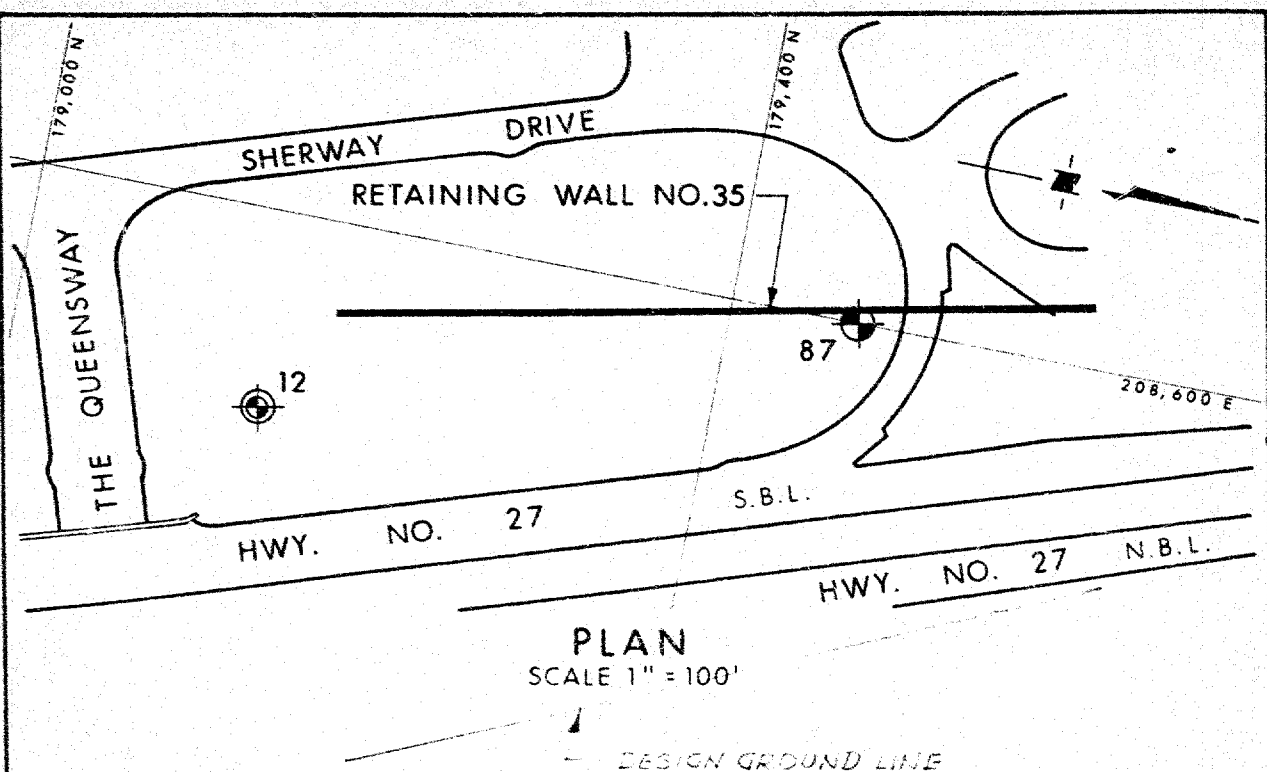 179,000 N
179,400 N
SHERWAY DRIVE
RETAINING WALL NO.35
THE QUEENSWAY
87
12
208,600 E
S.B.L.
HWY. NO. 27
HWY. NO. 27 N.B.L.
PLAN
SCALE 1" = 100'
DESIGN GROUND LINE